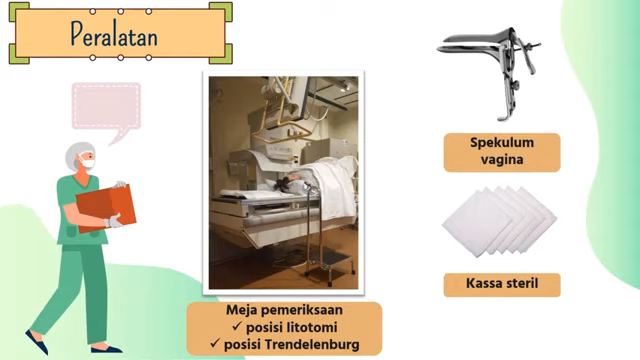 Peralatan
Spekulum
vagina
Kassa steril
Meja pemeriksaan
✓ posisi litotomi
✓ posisi Trendelenburg